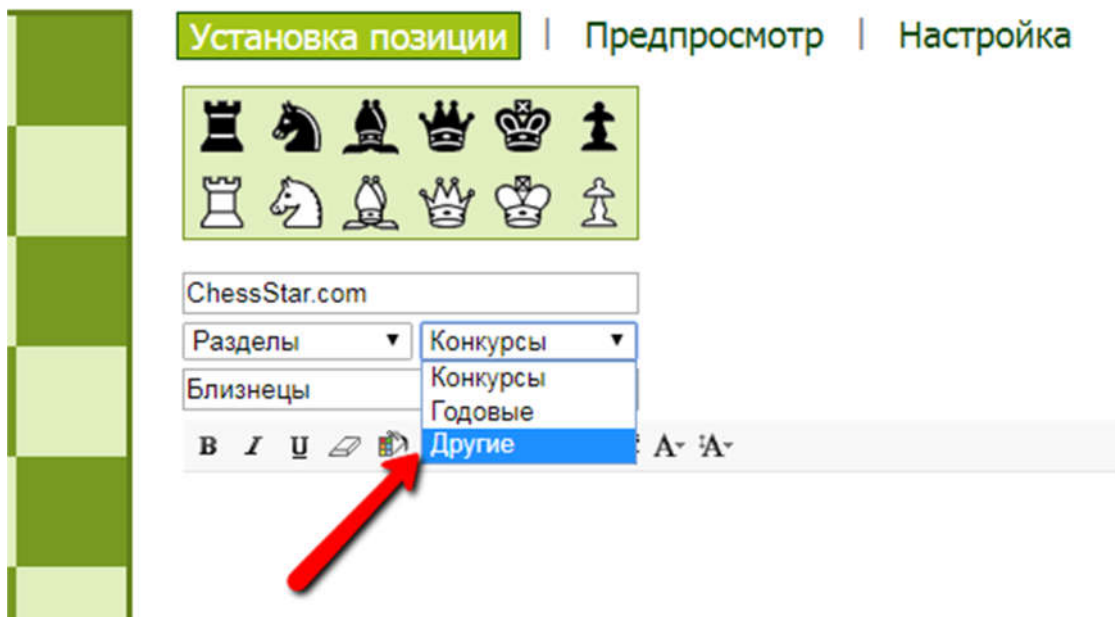 Установка позиции | Предпросмотр | Настройка
ChessStar.com
Разделы ▼ Конкурсы ▼
Конкурсы
Близнецы
Годовые
B I U Другие A A